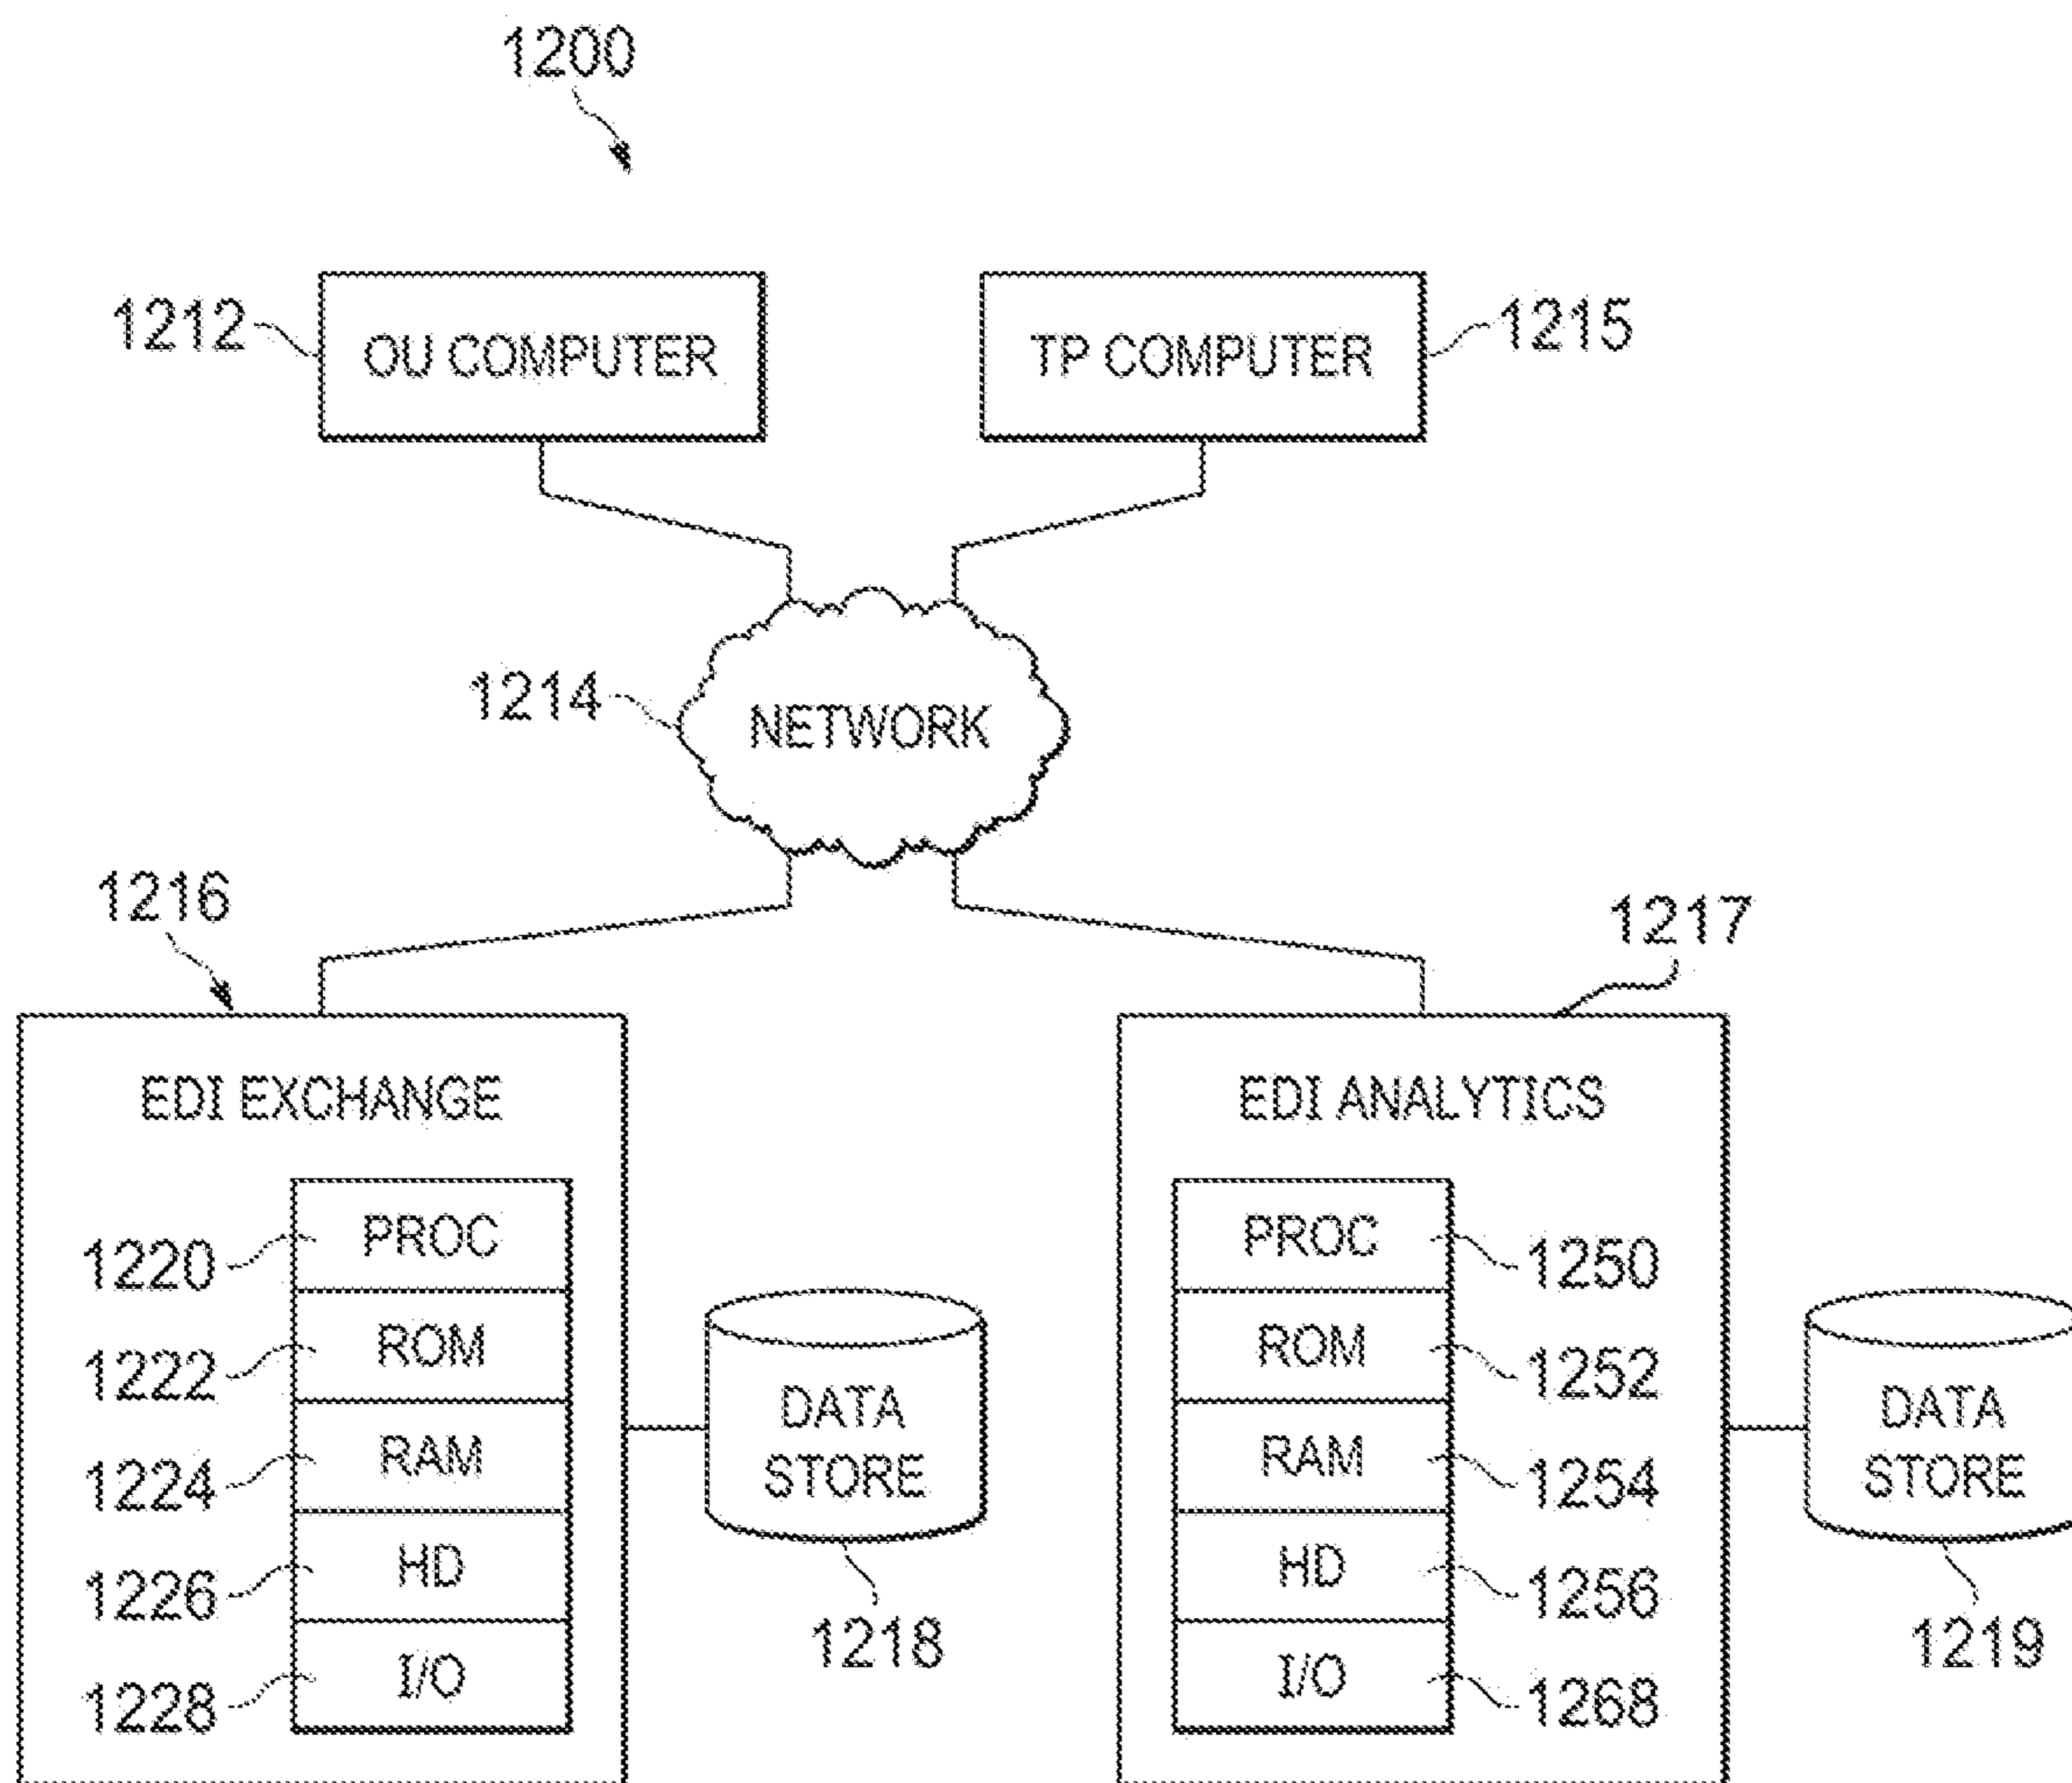 1200
1212
OU COMPUTER
TP COMPUTER
1215
1214
NETWORK
1216
1217
EDI EXCHANGE
1220
PROC
1222
ROM
1224
RAM
1226
HD
1228
I/O
DATA
STORE
1218
EDI ANALYTICS
PROC
1250
ROM
1252
RAM
1254
HD
1256
I/O
1268
DATA
STORE
1219